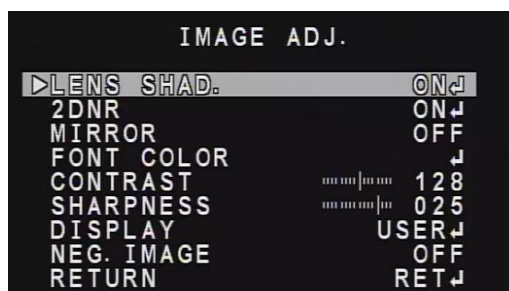 IMAGE ADJ.
▷LENS SHAD. ON↲
2DNR ON↲
MIRROR OFF
FONT COLOR ↲
CONTRAST 128
SHARPNESS 025
DISPLAY USER↲
NEG. IMAGE OFF
RETURN RET↲